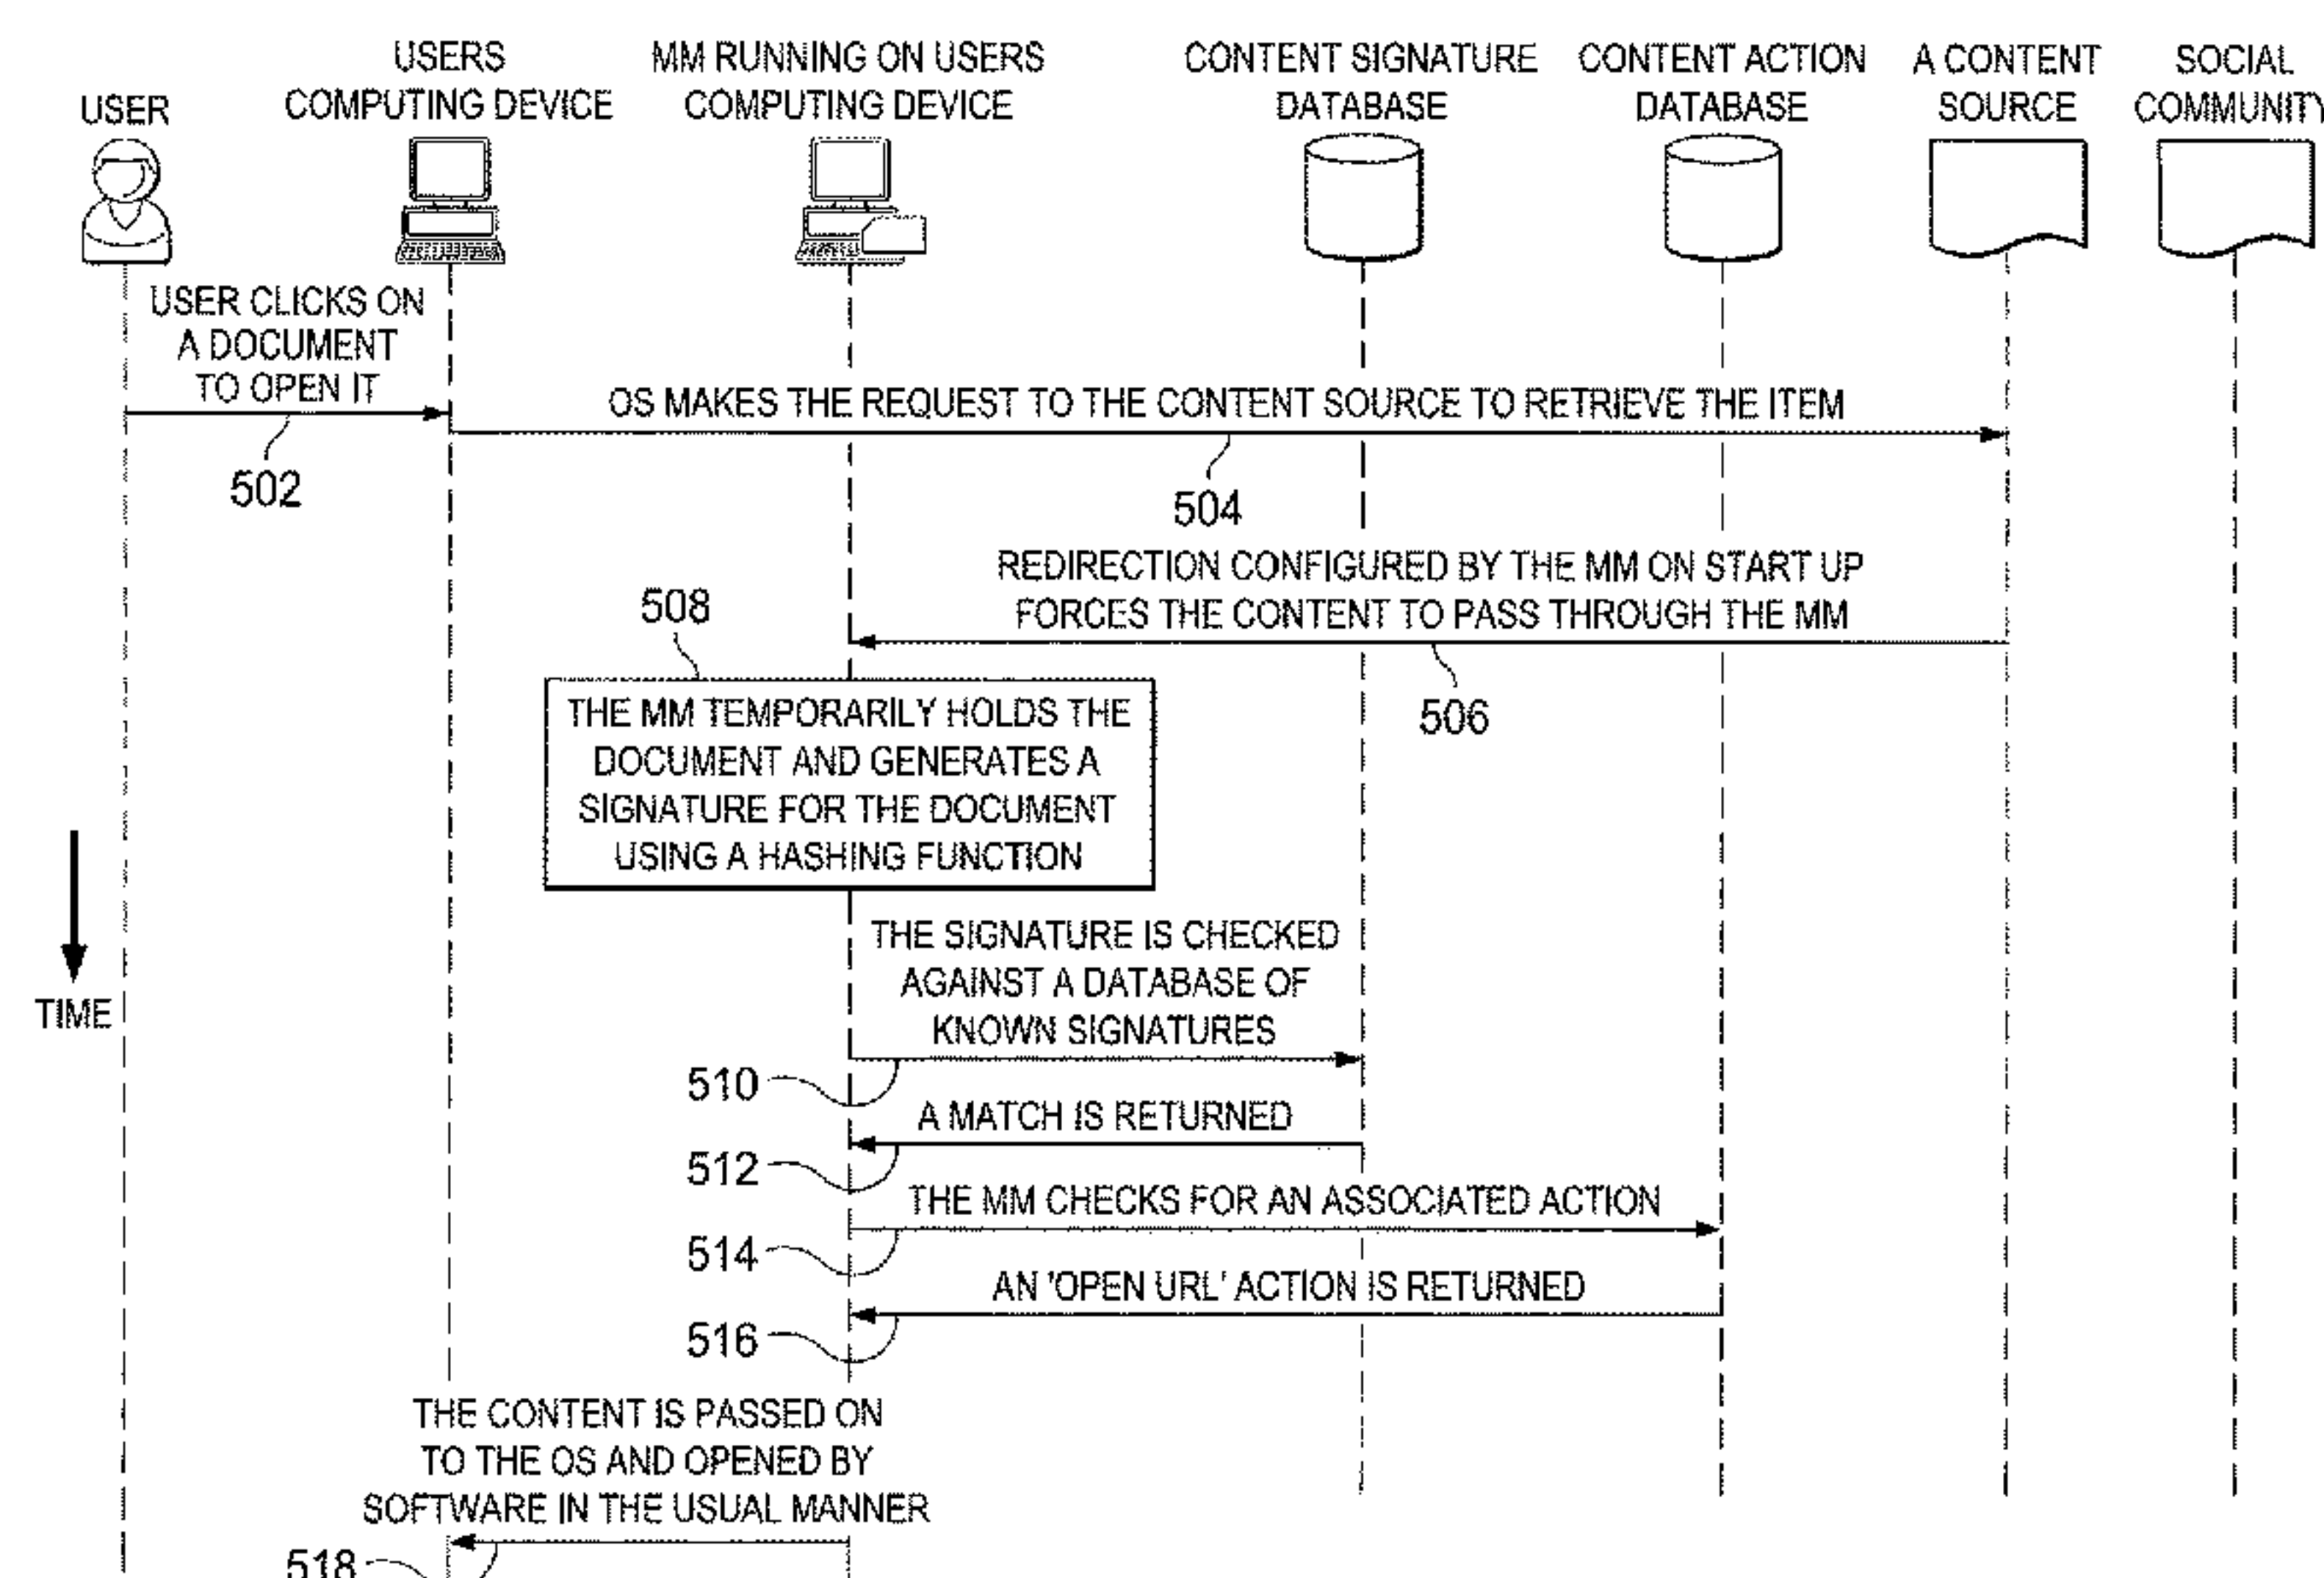 USER
USERS
COMPUTING DEVICE
MM RUNNING ON USERS
COMPUTING DEVICE
CONTENT SIGNATURE
DATABASE
CONTENT ACTION
DATABASE
A CONTENT
SOURCE
SOCIAL
COMMUNITY
USER CLICKS ON
A DOCUMENT
TO OPEN IT
502
OS MAKES THE REQUEST TO THE CONTENT SOURCE TO RETRIEVE THE ITEM
504
REDIRECTION CONFIGURED BY THE MM ON START UP
FORCES THE CONTENT TO PASS THROUGH THE MM
506
508
THE MM TEMPORARILY HOLDS THE
DOCUMENT AND GENERATES A
SIGNATURE FOR THE DOCUMENT
USING A HASHING FUNCTION
TIME
THE SIGNATURE IS CHECKED
AGAINST A DATABASE OF
KNOWN SIGNATURES
510
A MATCH IS RETURNED
512
THE MM CHECKS FOR AN ASSOCIATED ACTION
514
AN 'OPEN URL' ACTION IS RETURNED
516
THE CONTENT IS PASSED ON
TO THE OS AND OPENED BY
SOFTWARE IN THE USUAL MANNER
518